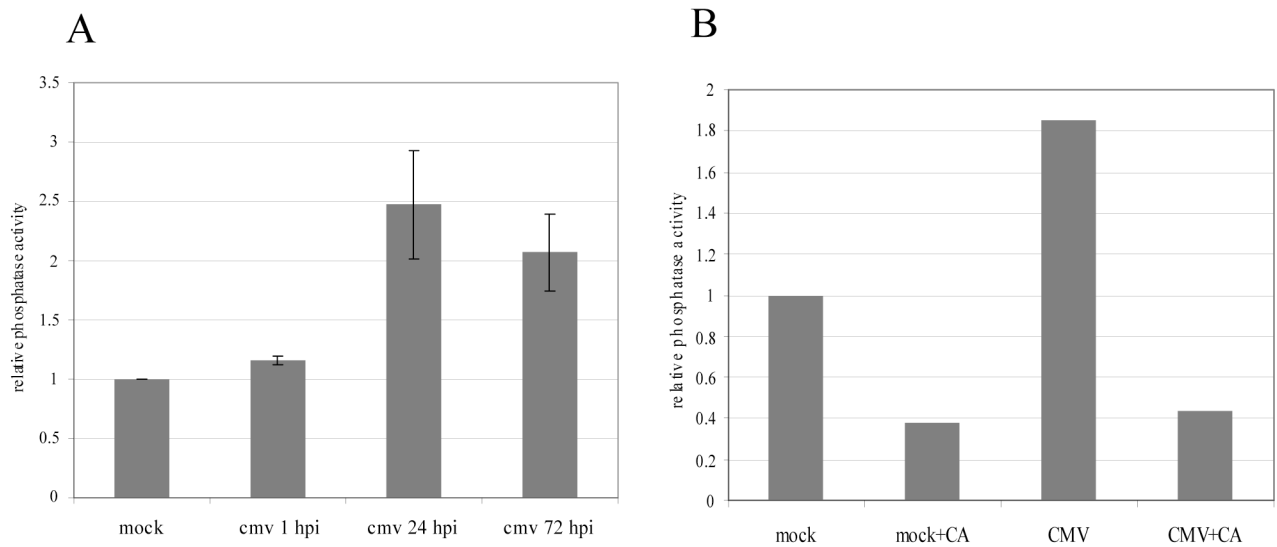 A
3.5
3
2.5
2
1.5
1
0.5
0
relative phosphatase activity
mock
cmv 1 hpi
cmv 24 hpi
cmv 72 hpi
B
2
1.8
1.6
1.4
1.2
1
0.8
0.6
0.4
0.2
0
relative phosphatase activity
mock
mock+CA
CMV
CMV+CA